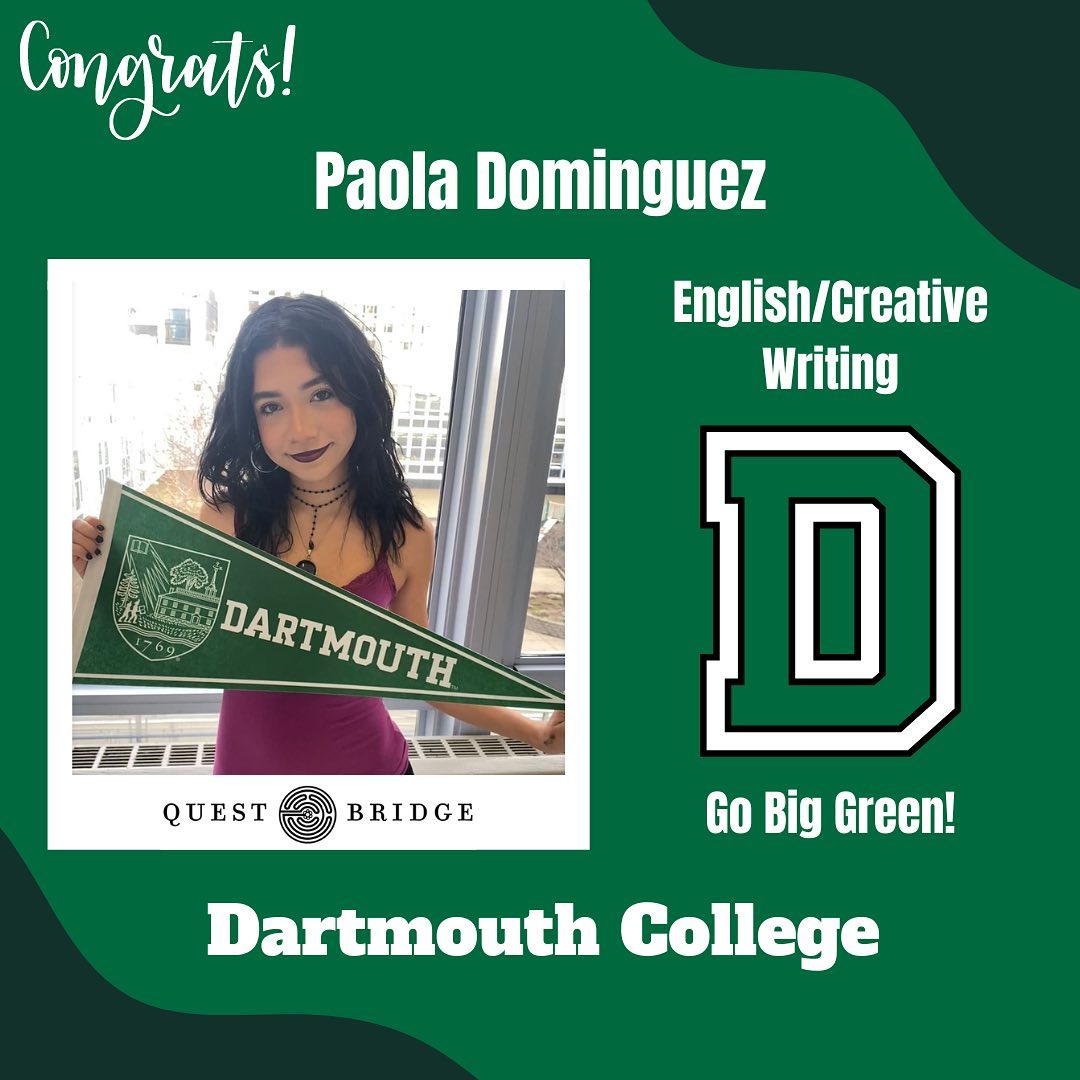 Congrats!
Paola Dominguez
English/Creative
Writing
DARTMOUTH
1769
D
QUEST BRIDGE
Go Big Green!
Dartmouth College